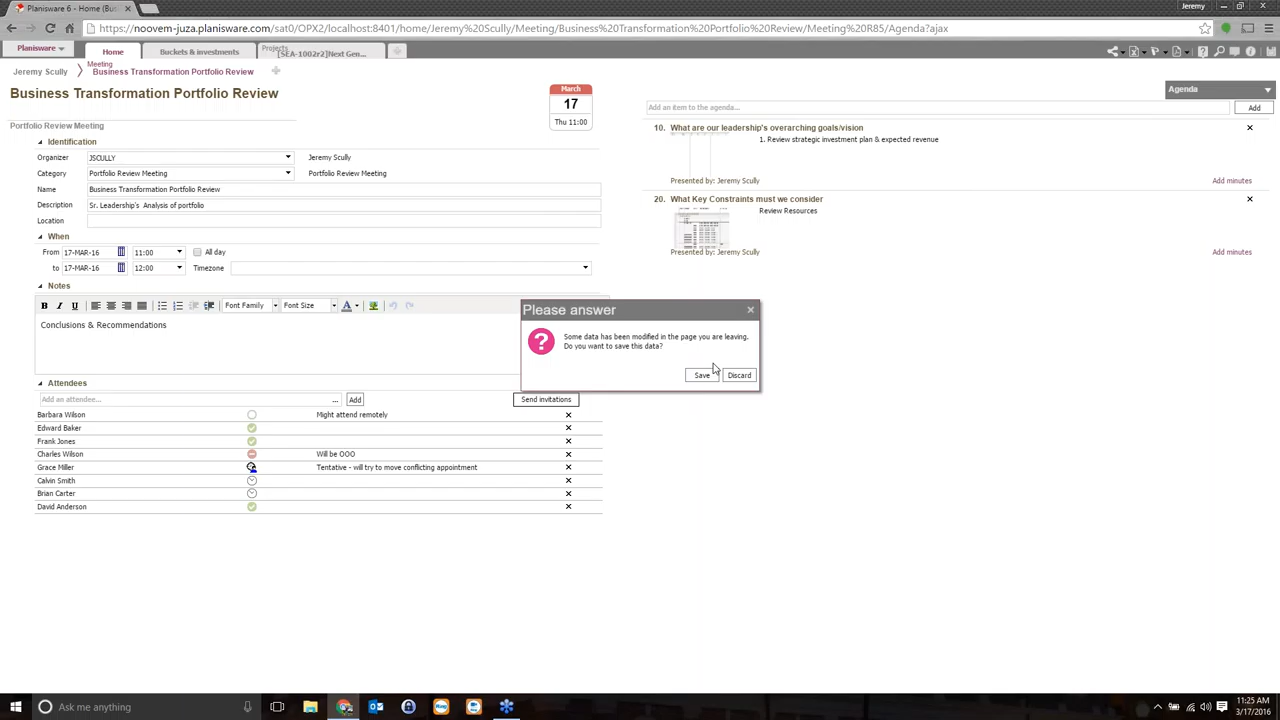 Planisware 6 - Home (Bus
Jeremy
https://noovem-juza.planisware.com/sat0/OPX2/localhost:8401/home/Jeremy%20Scully/Meeting/Business%20Transformation%20Portfolio%20Review/Meeting%20R85/Agenda?ajax
Planisware
Home
Buckets & investments
Projects
[SEA-1002r2]Next Gen...
Jeremy Scully
Meeting
Business Transformation Portfolio Review
Business Transformation Portfolio Review
March
17
Thu 11:00
Portfolio Review Meeting
Identification
Organizer JSCULLY Jeremy Scully
Category Portfolio Review Meeting Portfolio Review Meeting
Name Business Transformation Portfolio Review
Description Sr. Leadership's Analysis of portfolio
Location
When
From 17-MAR-16 11:00 All day
to 17-MAR-16 12:00 Timezone
Notes
B I U Font Family Font Size A
Conclusions & Recommendations
Attendees
Add an attendee... ... Add Send invitations
Barbara Wilson Might attend remotely
Edward Baker
Frank Jones
Charles Wilson Will be OOO
Grace Miller Tentative - will try to move conflicting appointment
Calvin Smith
Brian Carter
David Anderson
Agenda
Add an item to the agenda... Add
10. What are our leadership's overarching goals/vision
1. Review strategic investment plan & expected revenue
Presented by: Jeremy Scully Add minutes
20. What Key Constraints must we consider
Review Resources
Presented by: Jeremy Scully Add minutes
Please answer
?
Some data has been modified in the page you are leaving.
Do you want to save this data?
Save Discard
Ask me anything
11:25 AM
3/17/2016